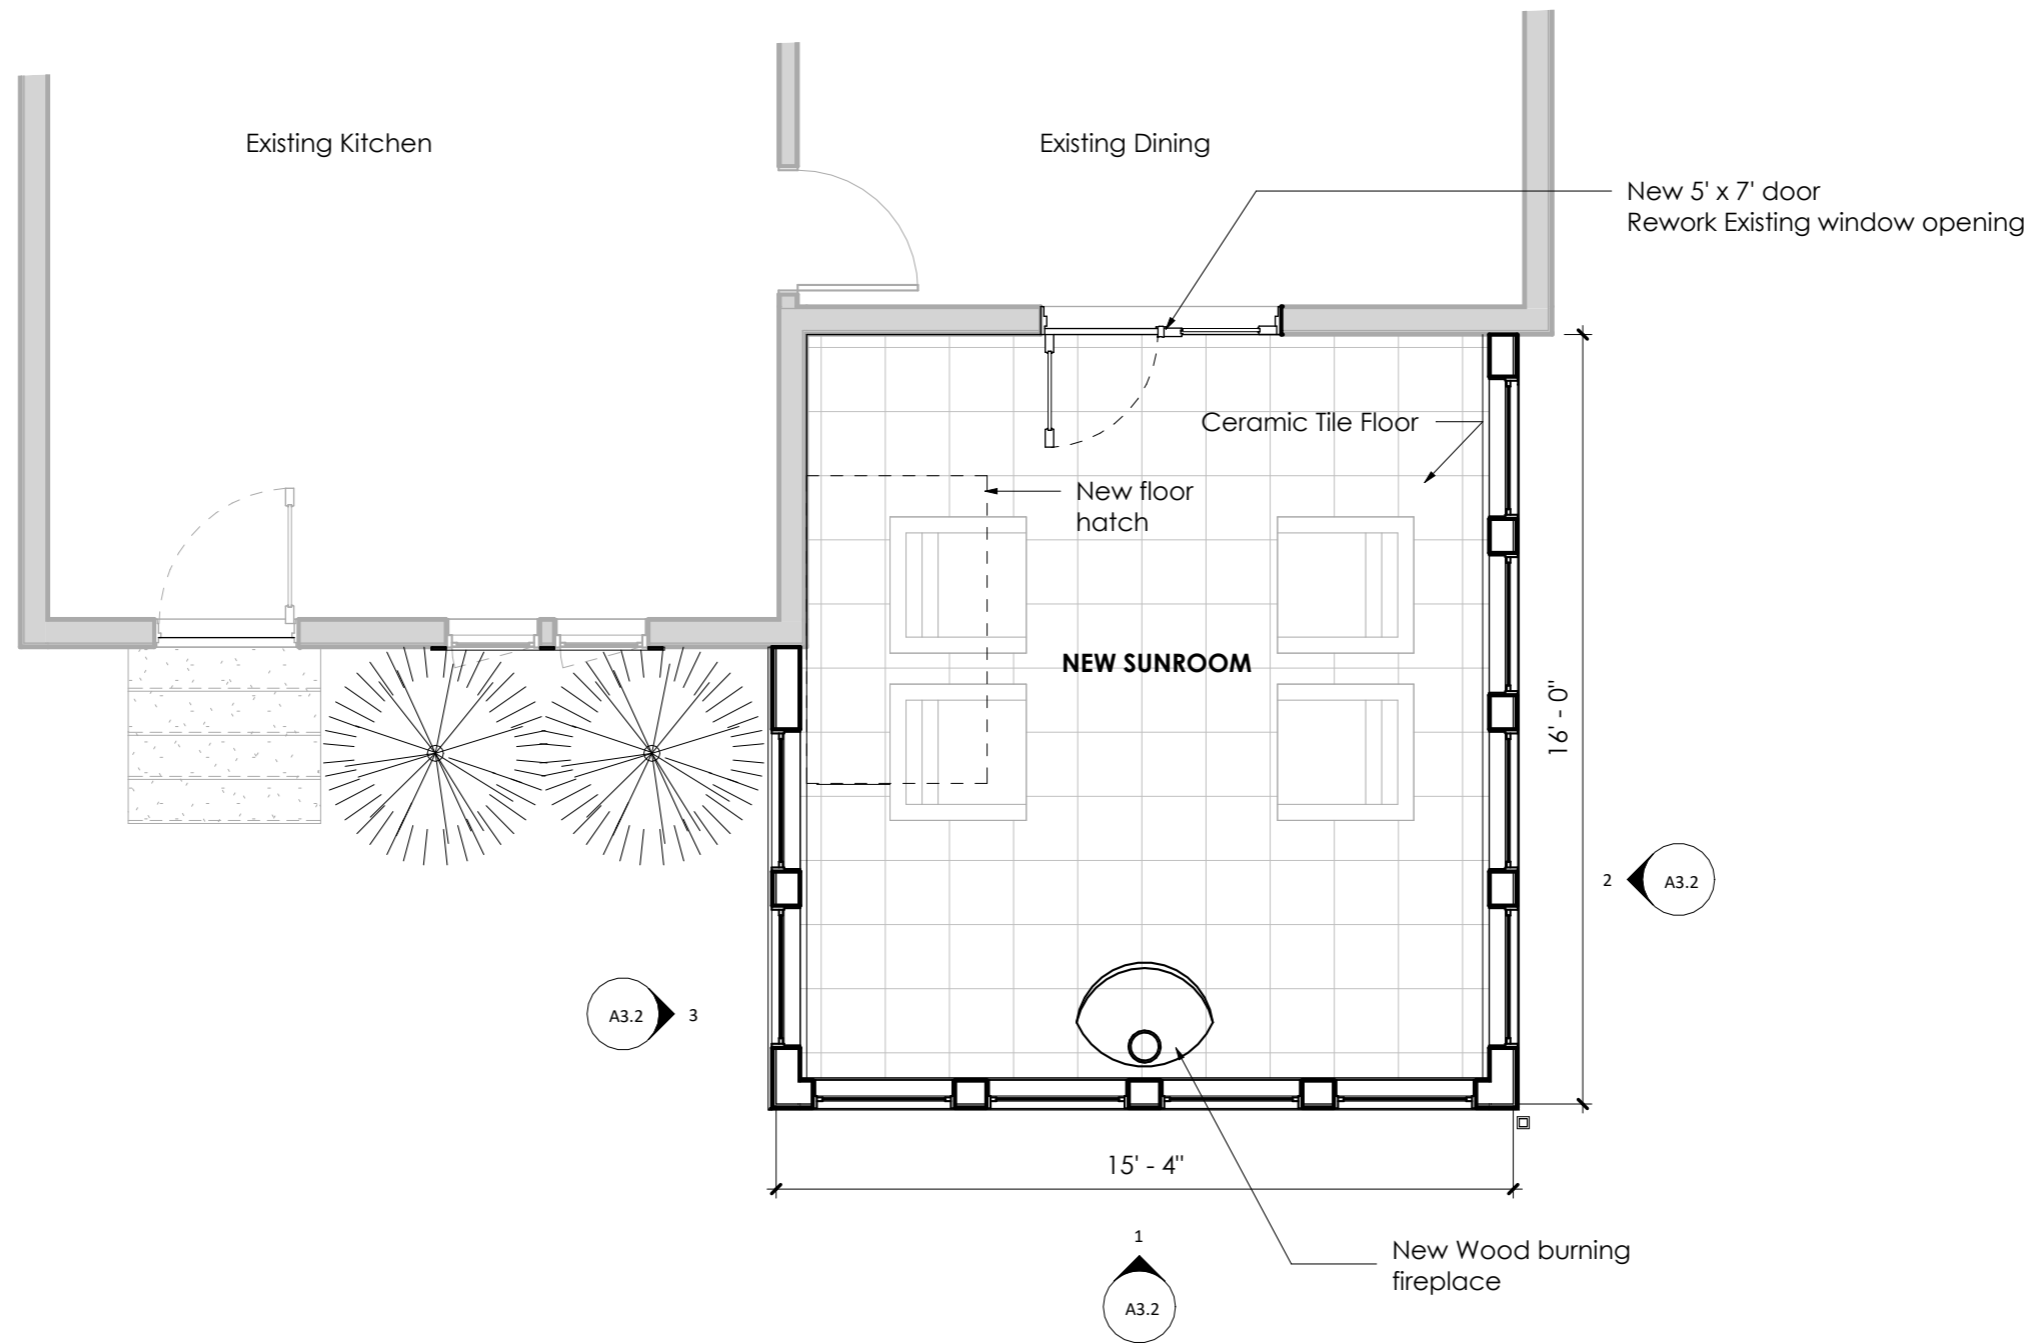 Existing Kitchen
Existing Dining
New 5' x 7' door
Rework Existing window opening
Ceramic Tile Floor
New floor
hatch
NEW SUNROOM
16' - 0"
2
A3.2
A3.2
3
15' - 4"
1
A3.2
New Wood burning
fireplace